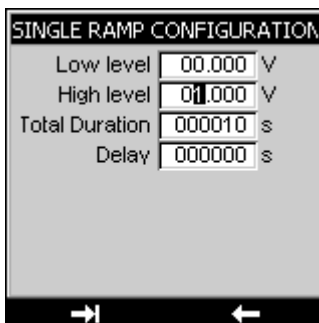 SINGLE RAMP CONFIGURATION
Low level 00.000 V
High level 01.000 V
Total Duration 000010 s
Delay 000000 s